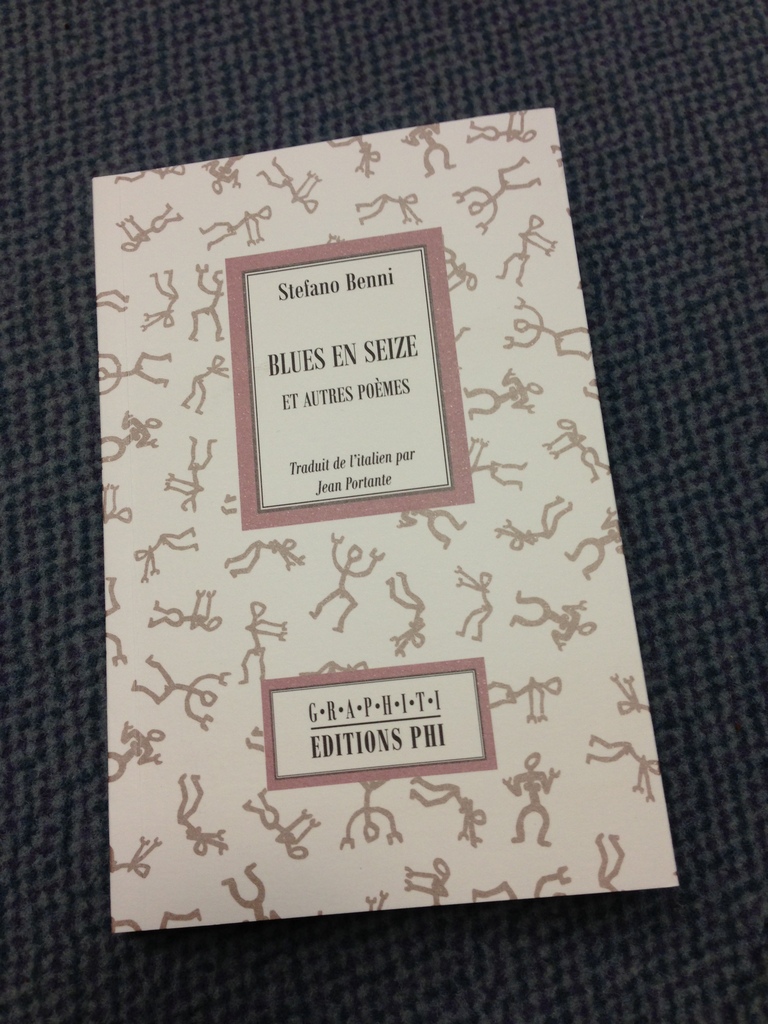 Stefano Benni
BLUES EN SEIZE
ET AUTRES POÈMES
Traduit de l'italien par
Jean Portante
G•R•A•P•H•I•T•I
EDITIONS PHI